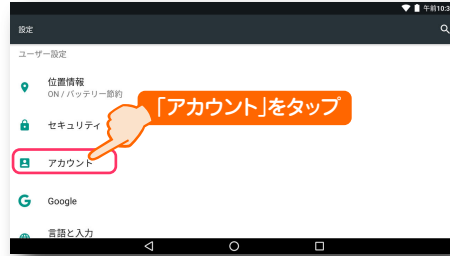 午前10:3
設定
ユーザー設定
位置情報
ON / バッテリー節約
「アカウント」をタップ
セキュリティ
アカウント
Google
言語と入力